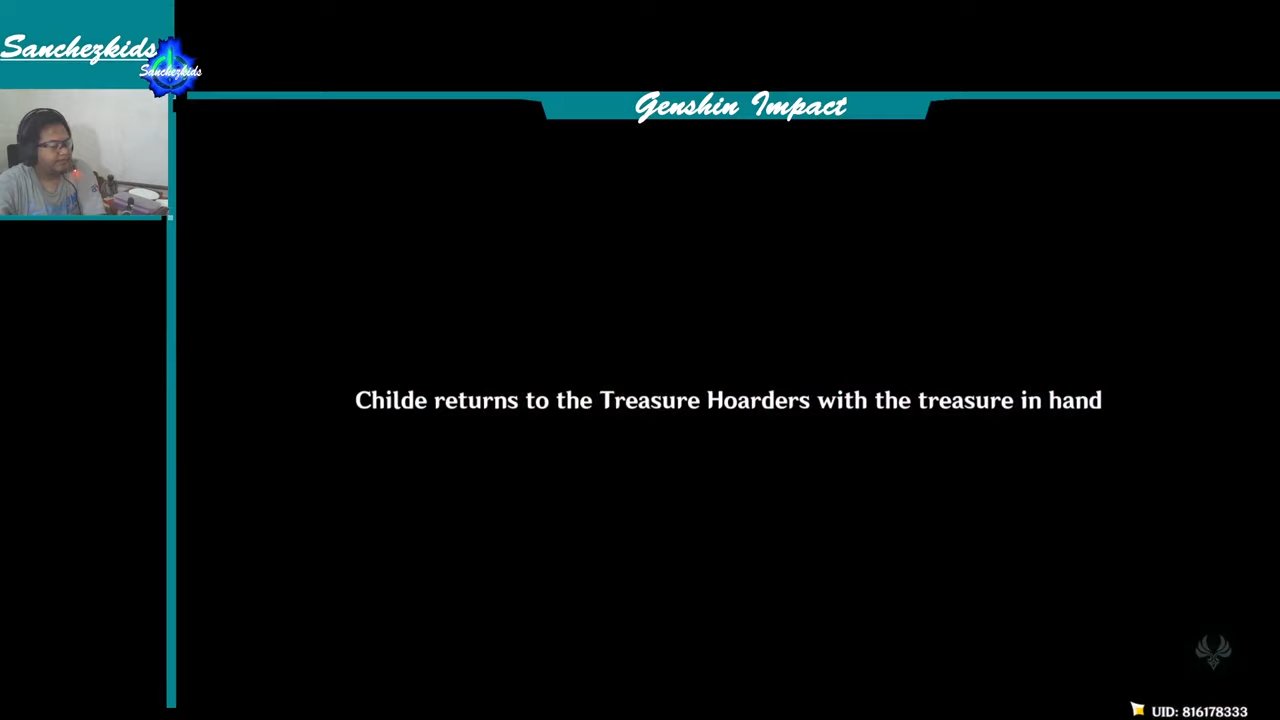 Sanchezkids
Sanchezkids
Genshin Impact
Childe returns to the Treasure Hoarders with the treasure in hand
UID: 816178333